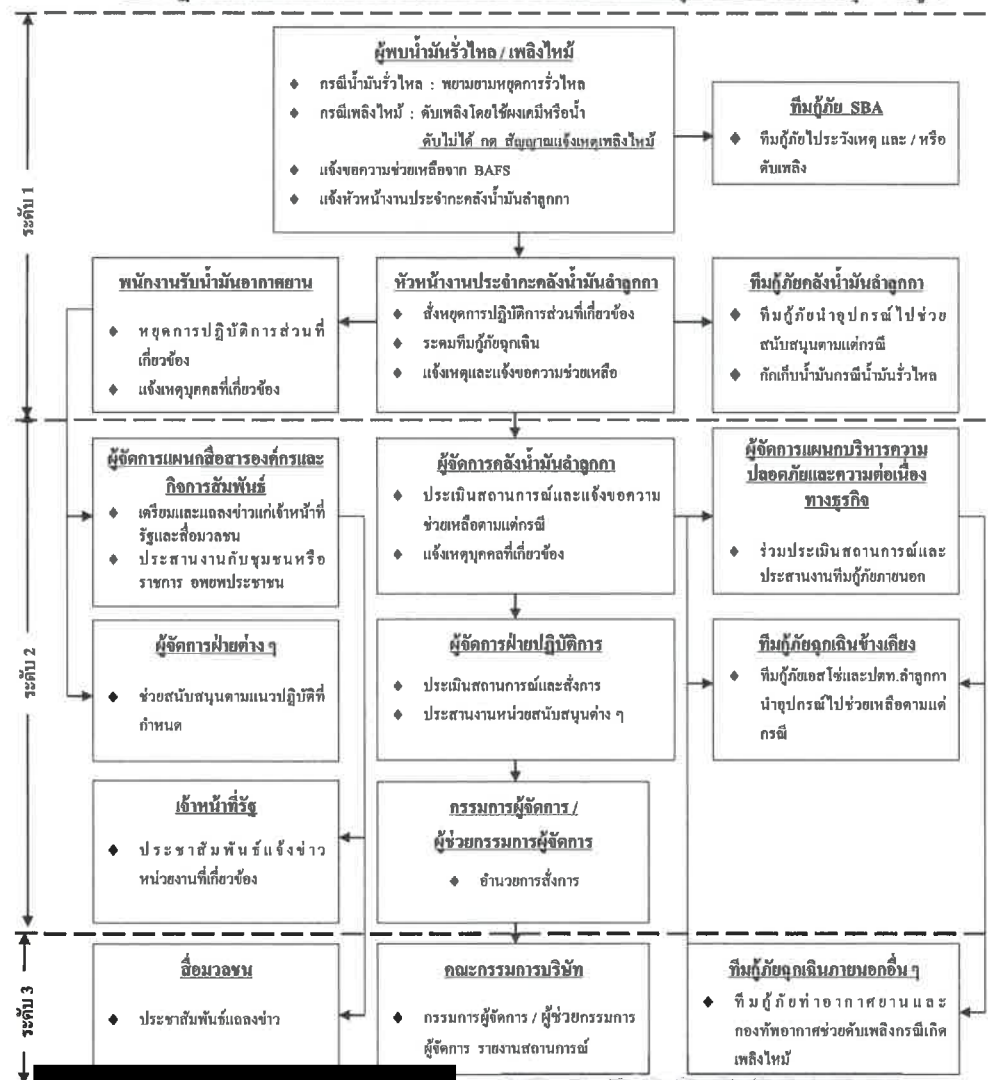 ระดับ 1
ผู้พบน้ำมันรั่วไหล / เพลิงไหม้
♦ กรณีน้ำมันรั่วไหล : พยายามหยุดการรั่วไหล
♦ กรณีเพลิงไหม้ : ดับเพลิงโดยใช้ผงเคมีหรือน้ำ
ดับไม่ได้ กด สัญญาณแจ้งเหตุเพลิงไหม้
♦ แจ้งขอความช่วยเหลือจาก BAFS
♦ แจ้งหัวหน้างานประจำกะคลังน้ำมันลำลูกกา
ทีมกู้ภัย SBA
♦ ทีมกู้ภัยไประวังเหตุ และ / หรือ
ดับเพลิง
พนักงานรับน้ำมันอากาศยาน
♦ หยุดการปฏิบัติการส่วนที่
เกี่ยวข้อง
♦ แจ้งเหตุบุคคลที่เกี่ยวข้อง
หัวหน้างานประจำกะคลังน้ำมันลำลูกกา
♦ สั่งหยุดการปฏิบัติการส่วนที่เกี่ยวข้อง
♦ ระดมทีมกู้ภัยฉุกเฉิน
♦ แจ้งเหตุและแจ้งขอความช่วยเหลือ
ทีมกู้ภัยคลังน้ำมันลำลูกกา
♦ ทีมกู้ภัยนำอุปกรณ์ไปช่วย
สนับสนุนตามแต่กรณี
♦ กักเก็บน้ำมันกรณีน้ำมันรั่วไหล
ระดับ 2
ผู้จัดการแผนกสื่อสารองค์กรและ
กิจการสัมพันธ์
♦ เตรียมและแถลงข่าวแก่เจ้าหน้าที่
รัฐและสื่อมวลชน
♦ ประสานงานกับชุมชนหรือ
ราชการ อพยพประชาชน
ผู้จัดการคลังน้ำมันลำลูกกา
♦ ประเมินสถานการณ์และแจ้งขอความ
ช่วยเหลือตามแต่กรณี
♦ แจ้งเหตุบุคคลที่เกี่ยวข้อง
ผู้จัดการแผนกบริหารความ
ปลอดภัยและความต่อเนื่อง
ทางธุรกิจ
♦ ร่วมประเมินสถานการณ์และ
ประสานงานทีมกู้ภัยภายนอก
ผู้จัดการฝ่ายต่าง ๆ
♦ ช่วยสนับสนุนตามแนวปฏิบัติที่
กำหนด
ผู้จัดการฝ่ายปฏิบัติการ
♦ ประเมินสถานการณ์และสั่งการ
♦ ประสานงานหน่วยสนับสนุนต่าง ๆ
ทีมกู้ภัยฉุกเฉินข้างเคียง
♦ ทีมกู้ภัยเอสโซ่และปตท.ลำลูกกา
นำอุปกรณ์ไปช่วยเหลือตามแต่
กรณี
เจ้าหน้าที่รัฐ
♦ ประชาสัมพันธ์แจ้งข่าว
หน่วยงานที่เกี่ยวข้อง
กรรมการผู้จัดการ /
ผู้ช่วยกรรมการผู้จัดการ
♦ อำนวยการสั่งการ
ระดับ 3
สื่อมวลชน
♦ ประชาสัมพันธ์แถลงข่าว
คณะกรรมการบริษัท
♦ กรรมการผู้จัดการ / ผู้ช่วยกรรมการ
ผู้จัดการ รายงานสถานการณ์
ทีมกู้ภัยฉุกเฉินภายนอกอื่น ๆ
♦ ทีมกู้ภัยท่าอากาศยานและ
กองทัพอากาศช่วยดับเพลิงกรณีเกิด
เพลิงไหม้